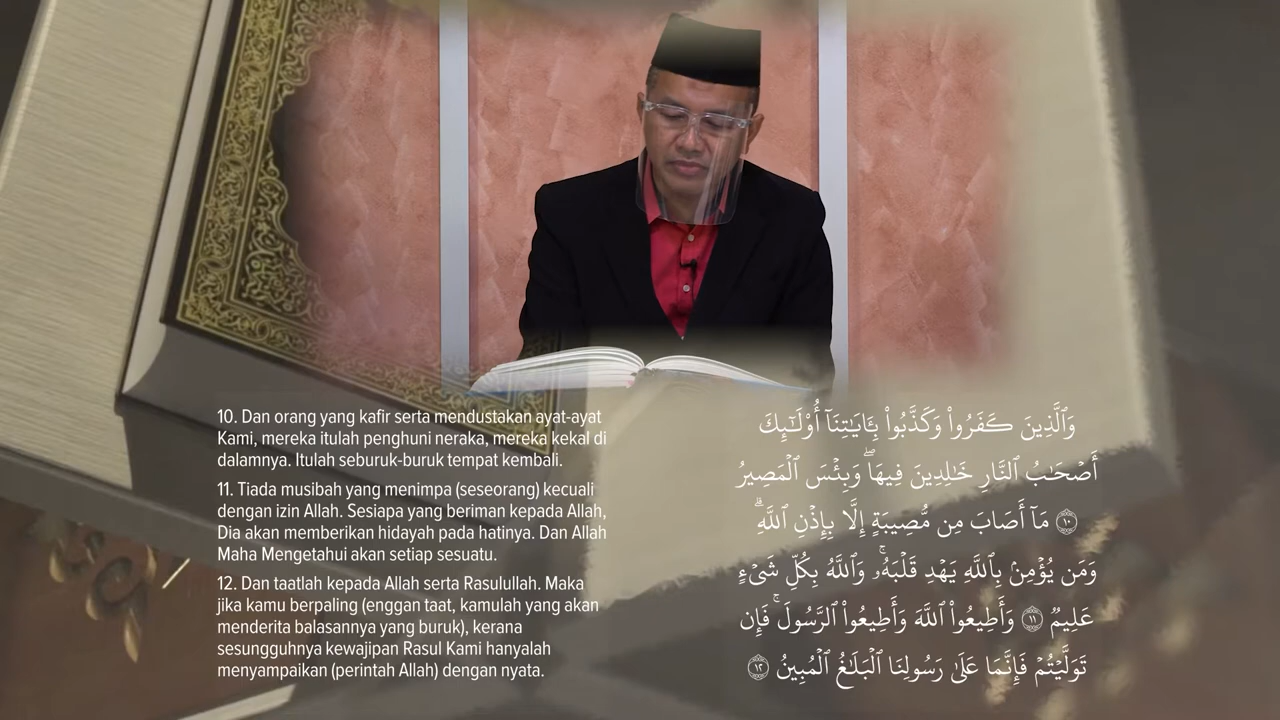 10. Dan orang yang kafir serta mendustakan ayat-ayat
Kami, mereka itulah penghuni neraka, mereka kekal di
dalamnya. Itulah seburuk-buruk tempat kembali.
11. Tiada musibah yang menimpa (seseorang) kecuali
dengan izin Allah. Sesiapa yang beriman kepada Allah,
Dia akan memberikan hidayah pada hatinya. Dan Allah
Maha Mengetahui akan setiap sesuatu.
12. Dan taatlah kepada Allah serta Rasulullah. Maka
jika kamu berpaling (enggan taat, kamulah yang akan
menderita balasannya yang buruk), kerana
sesungguhnya kewajipan Rasul Kami hanyalah
menyampaikan (perintah Allah) dengan nyata.
وَٱلَّذِينَ كَفَرُوا۟ وَكَذَّبُوا۟ بِـَٔايَـٰتِنَآ أُو۟لَـٰٓئِكَ
أَصْحَـٰبُ ٱلنَّارِ خَـٰلِدِينَ فِيهَا ۖ وَبِئْسَ ٱلْمَصِيرُ
١٠ مَآ أَصَابَ مِن مُّصِيبَةٍ إِلَّا بِإِذْنِ ٱللَّهِ ۗ
وَمَن يُؤْمِنۢ بِٱللَّهِ يَهْدِ قَلْبَهُۥ ۚ وَٱللَّهُ بِكُلِّ شَىْءٍ
عَلِيمٌ ١١ وَأَطِيعُوا۟ ٱللَّهَ وَأَطِيعُوا۟ ٱلرَّسُولَ ۚ فَإِن
تَوَلَّيْتُمْ فَإِنَّمَا عَلَىٰ رَسُولِنَا ٱلْبَلَـٰغُ ٱلْمُبِينُ ١٢